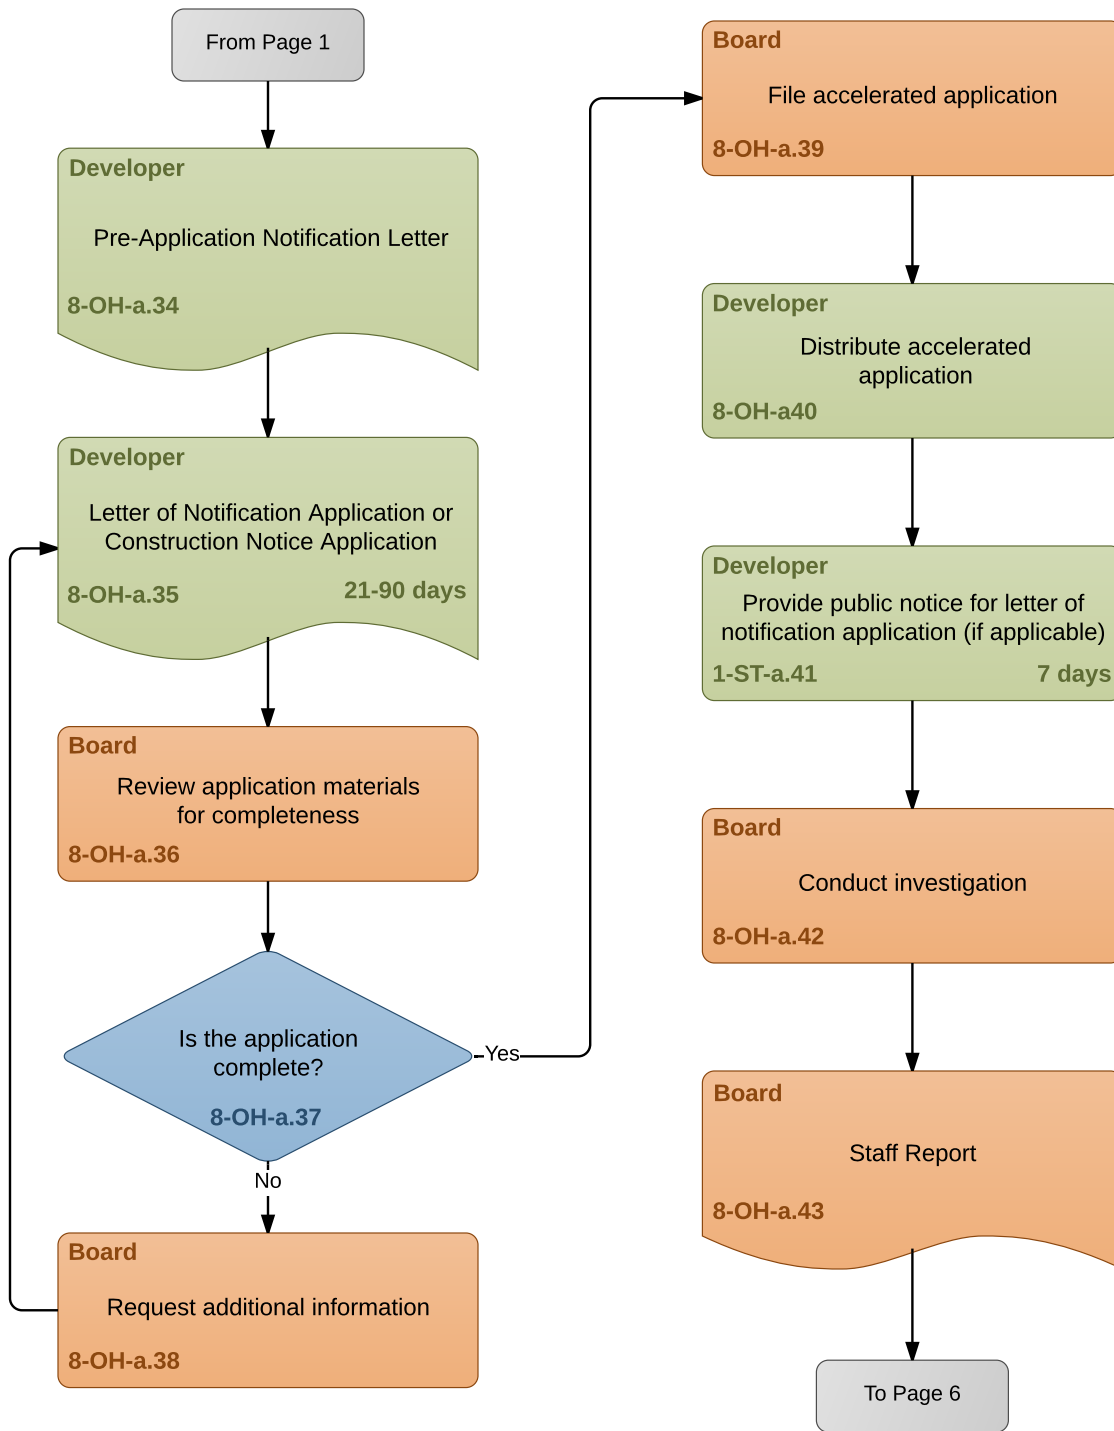 From Page 1
Developer
Pre-Application Notification Letter
8-OH-a.34
Developer
Letter of Notification Application or
Construction Notice Application
8-OH-a.35
21-90 days
Board
Review application materials
for completeness
8-OH-a.36
Is the application
complete?
8-OH-a.37
Yes
No
Board
Request additional information
8-OH-a.38
Board
File accelerated application
8-OH-a.39
Developer
Distribute accelerated
application
8-OH-a40
Developer
Provide public notice for letter of
notification application (if applicable)
1-ST-a.41
7 days
Board
Conduct investigation
8-OH-a.42
Board
Staff Report
8-OH-a.43
To Page 6